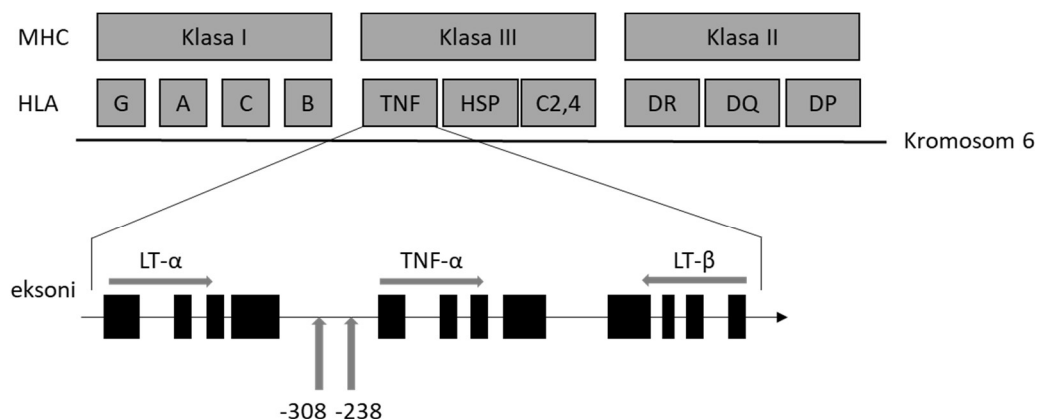 MHC Klasa I Klasa III Klasa II
HLA G A C B TNF HSP C2,4 DR DQ DP
Kromosom 6
LT-α TNF-α LT-β
eksoni
-308 -238